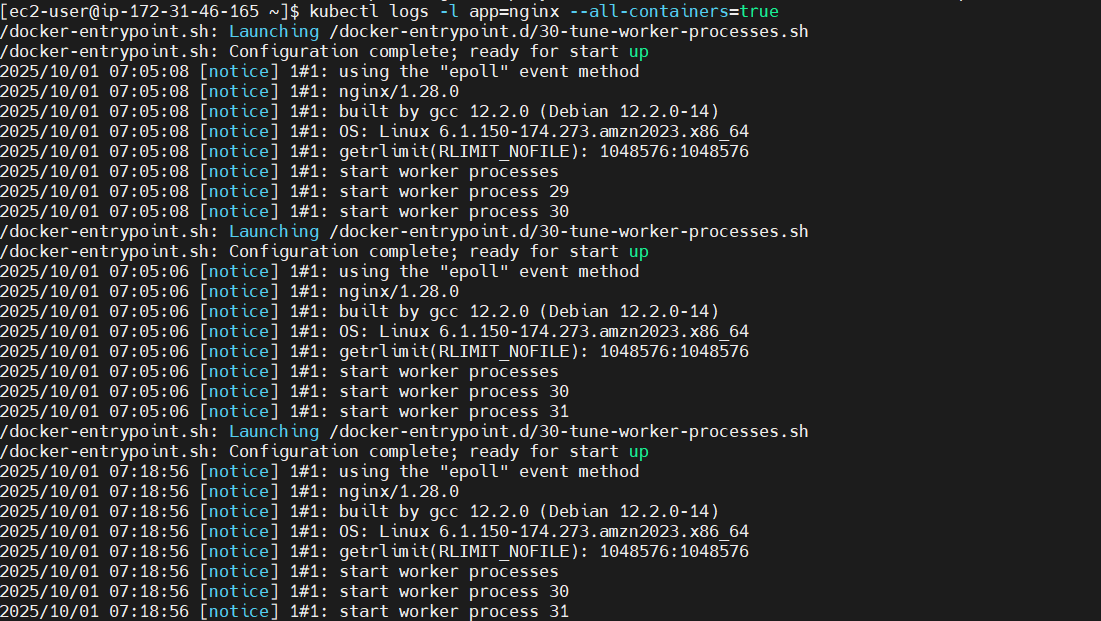 [ec2-user@ip-172-31-46-165 ~]$ kubectl logs -l app=nginx --all-containers=true
/docker-entrypoint.sh: Launching /docker-entrypoint.d/30-tune-worker-processes.sh
/docker-entrypoint.sh: Configuration complete; ready for start up
2025/10/01 07:05:08 [notice] 1#1: using the "epoll" event method
2025/10/01 07:05:08 [notice] 1#1: nginx/1.28.0
2025/10/01 07:05:08 [notice] 1#1: built by gcc 12.2.0 (Debian 12.2.0-14)
2025/10/01 07:05:08 [notice] 1#1: OS: Linux 6.1.150-174.273.amzn2023.x86_64
2025/10/01 07:05:08 [notice] 1#1: getrlimit(RLIMIT_NOFILE): 1048576:1048576
2025/10/01 07:05:08 [notice] 1#1: start worker processes
2025/10/01 07:05:08 [notice] 1#1: start worker process 29
2025/10/01 07:05:08 [notice] 1#1: start worker process 30
/docker-entrypoint.sh: Launching /docker-entrypoint.d/30-tune-worker-processes.sh
/docker-entrypoint.sh: Configuration complete; ready for start up
2025/10/01 07:05:06 [notice] 1#1: using the "epoll" event method
2025/10/01 07:05:06 [notice] 1#1: nginx/1.28.0
2025/10/01 07:05:06 [notice] 1#1: built by gcc 12.2.0 (Debian 12.2.0-14)
2025/10/01 07:05:06 [notice] 1#1: OS: Linux 6.1.150-174.273.amzn2023.x86_64
2025/10/01 07:05:06 [notice] 1#1: getrlimit(RLIMIT_NOFILE): 1048576:1048576
2025/10/01 07:05:06 [notice] 1#1: start worker processes
2025/10/01 07:05:06 [notice] 1#1: start worker process 30
2025/10/01 07:05:06 [notice] 1#1: start worker process 31
/docker-entrypoint.sh: Launching /docker-entrypoint.d/30-tune-worker-processes.sh
/docker-entrypoint.sh: Configuration complete; ready for start up
2025/10/01 07:18:56 [notice] 1#1: using the "epoll" event method
2025/10/01 07:18:56 [notice] 1#1: nginx/1.28.0
2025/10/01 07:18:56 [notice] 1#1: built by gcc 12.2.0 (Debian 12.2.0-14)
2025/10/01 07:18:56 [notice] 1#1: OS: Linux 6.1.150-174.273.amzn2023.x86_64
2025/10/01 07:18:56 [notice] 1#1: getrlimit(RLIMIT_NOFILE): 1048576:1048576
2025/10/01 07:18:56 [notice] 1#1: start worker processes
2025/10/01 07:18:56 [notice] 1#1: start worker process 30
2025/10/01 07:18:56 [notice] 1#1: start worker process 31